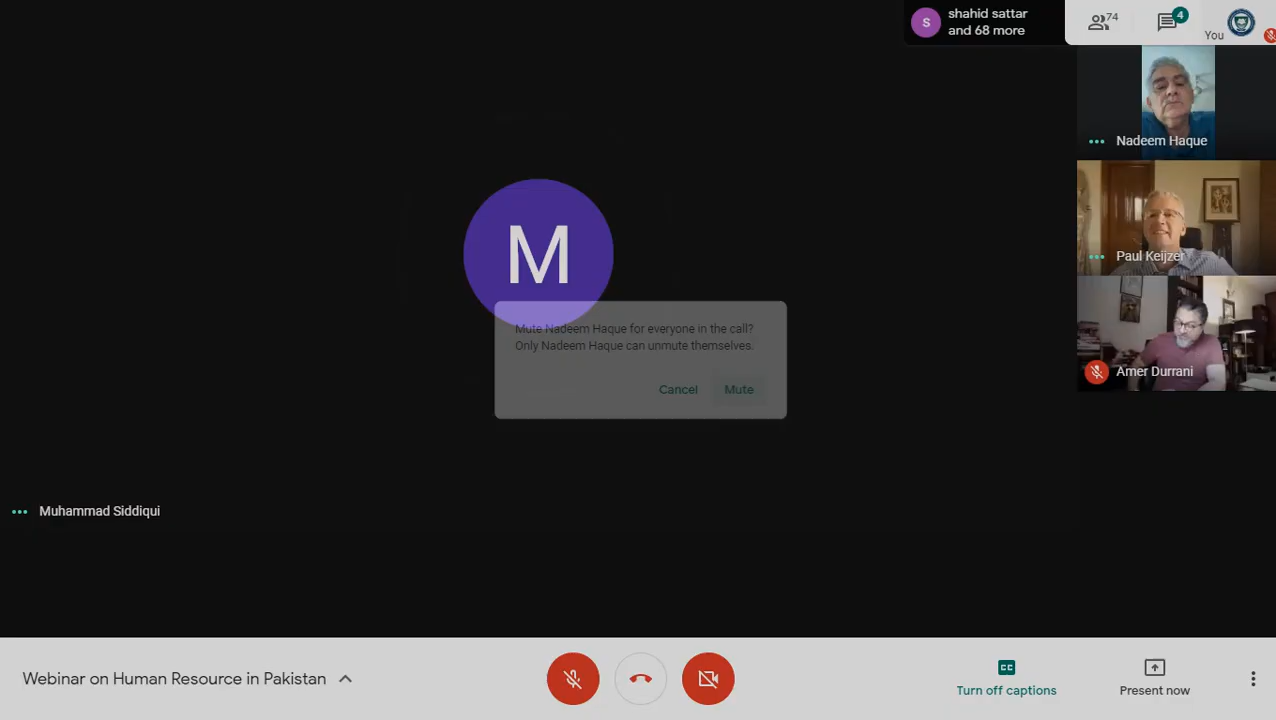 S
shahid sattar
and 68 more
74
4
You
Nadeem Haque
Paul Keijzer
Amer Durrani
M
Mute Nadeem Haque for everyone in the call?
Only Nadeem Haque can unmute themselves.
Cancel
Mute
Muhammad Siddiqui
Webinar on Human Resource in Pakistan
CC
Turn off captions
Present now